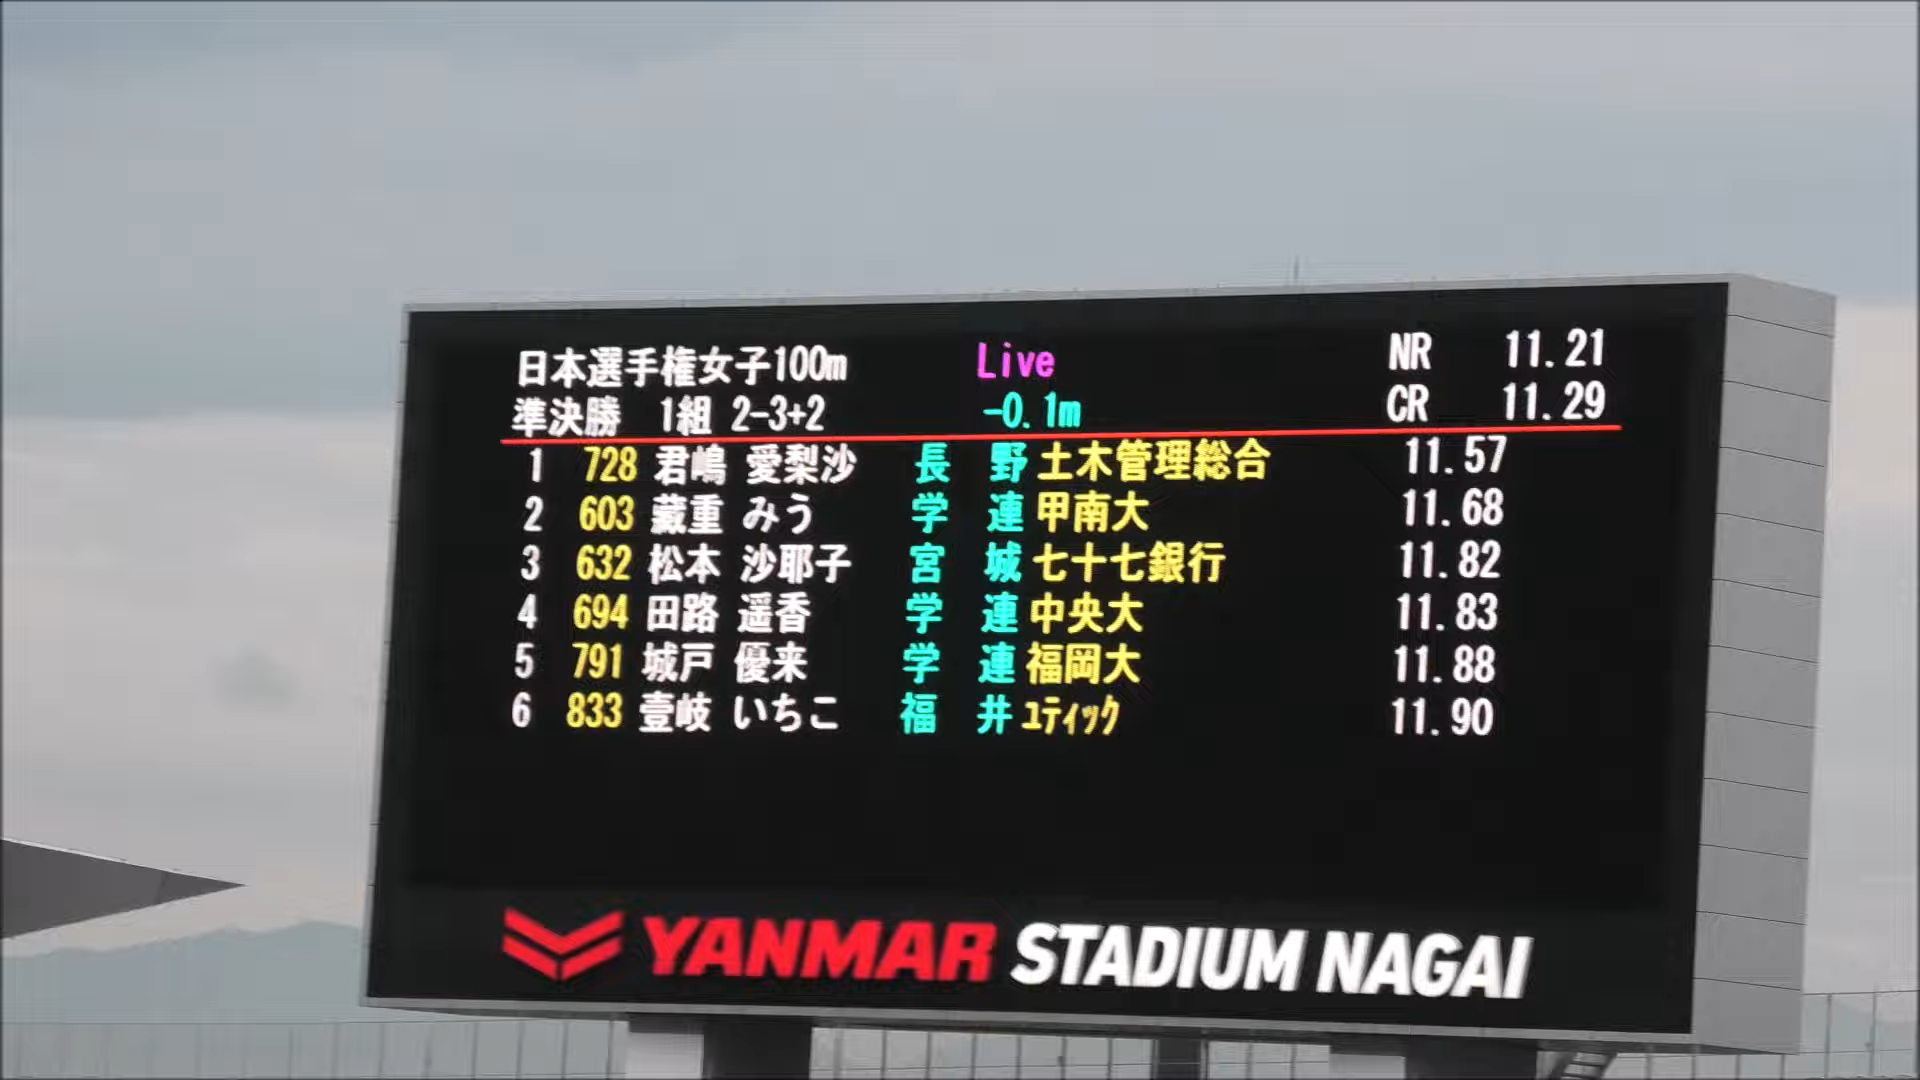 日本選手権女子100m Live NR 11.21
準決勝 1組 2-3+2 -0.1m CR 11.29
1 728 君嶋 愛梨沙 長 野 土木管理総合 11.57
2 603 藏重 みう 学 連 甲南大 11.68
3 632 松本 沙耶子 宮 城 七十七銀行 11.82
4 694 田路 遥香 学 連 中央大 11.83
5 791 城戸 優来 学 連 福岡大 11.88
6 833 壹岐 いちこ 福 井 ﾕﾃｨｯｸ 11.90
YANMAR STADIUM NAGAI